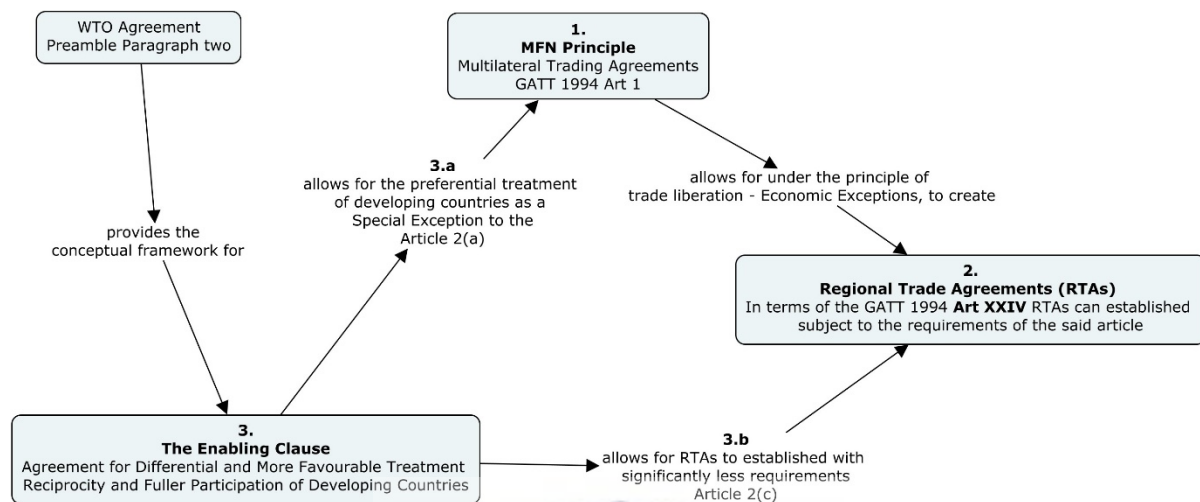 WTO Agreement
Preamble Paragraph two
1.
MFN Principle
Multilateral Trading Agreements
GATT 1994 Art 1
3.a
allows for the preferential treatment
of developing countries as a
Special Exception to the
Article 2(a)
allows for under the principle of
trade liberation - Economic Exceptions, to create
provides the
conceptual framework for
2.
Regional Trade Agreements (RTAs)
In terms of the GATT 1994 Art XXIV RTAs can established
subject to the requirements of the said article
3.
The Enabling Clause
Agreement for Differential and More Favourable Treatment
Reciprocity and Fuller Participation of Developing Countries
3.b
allows for RTAs to established with
significantly less requirements
Article 2(c)